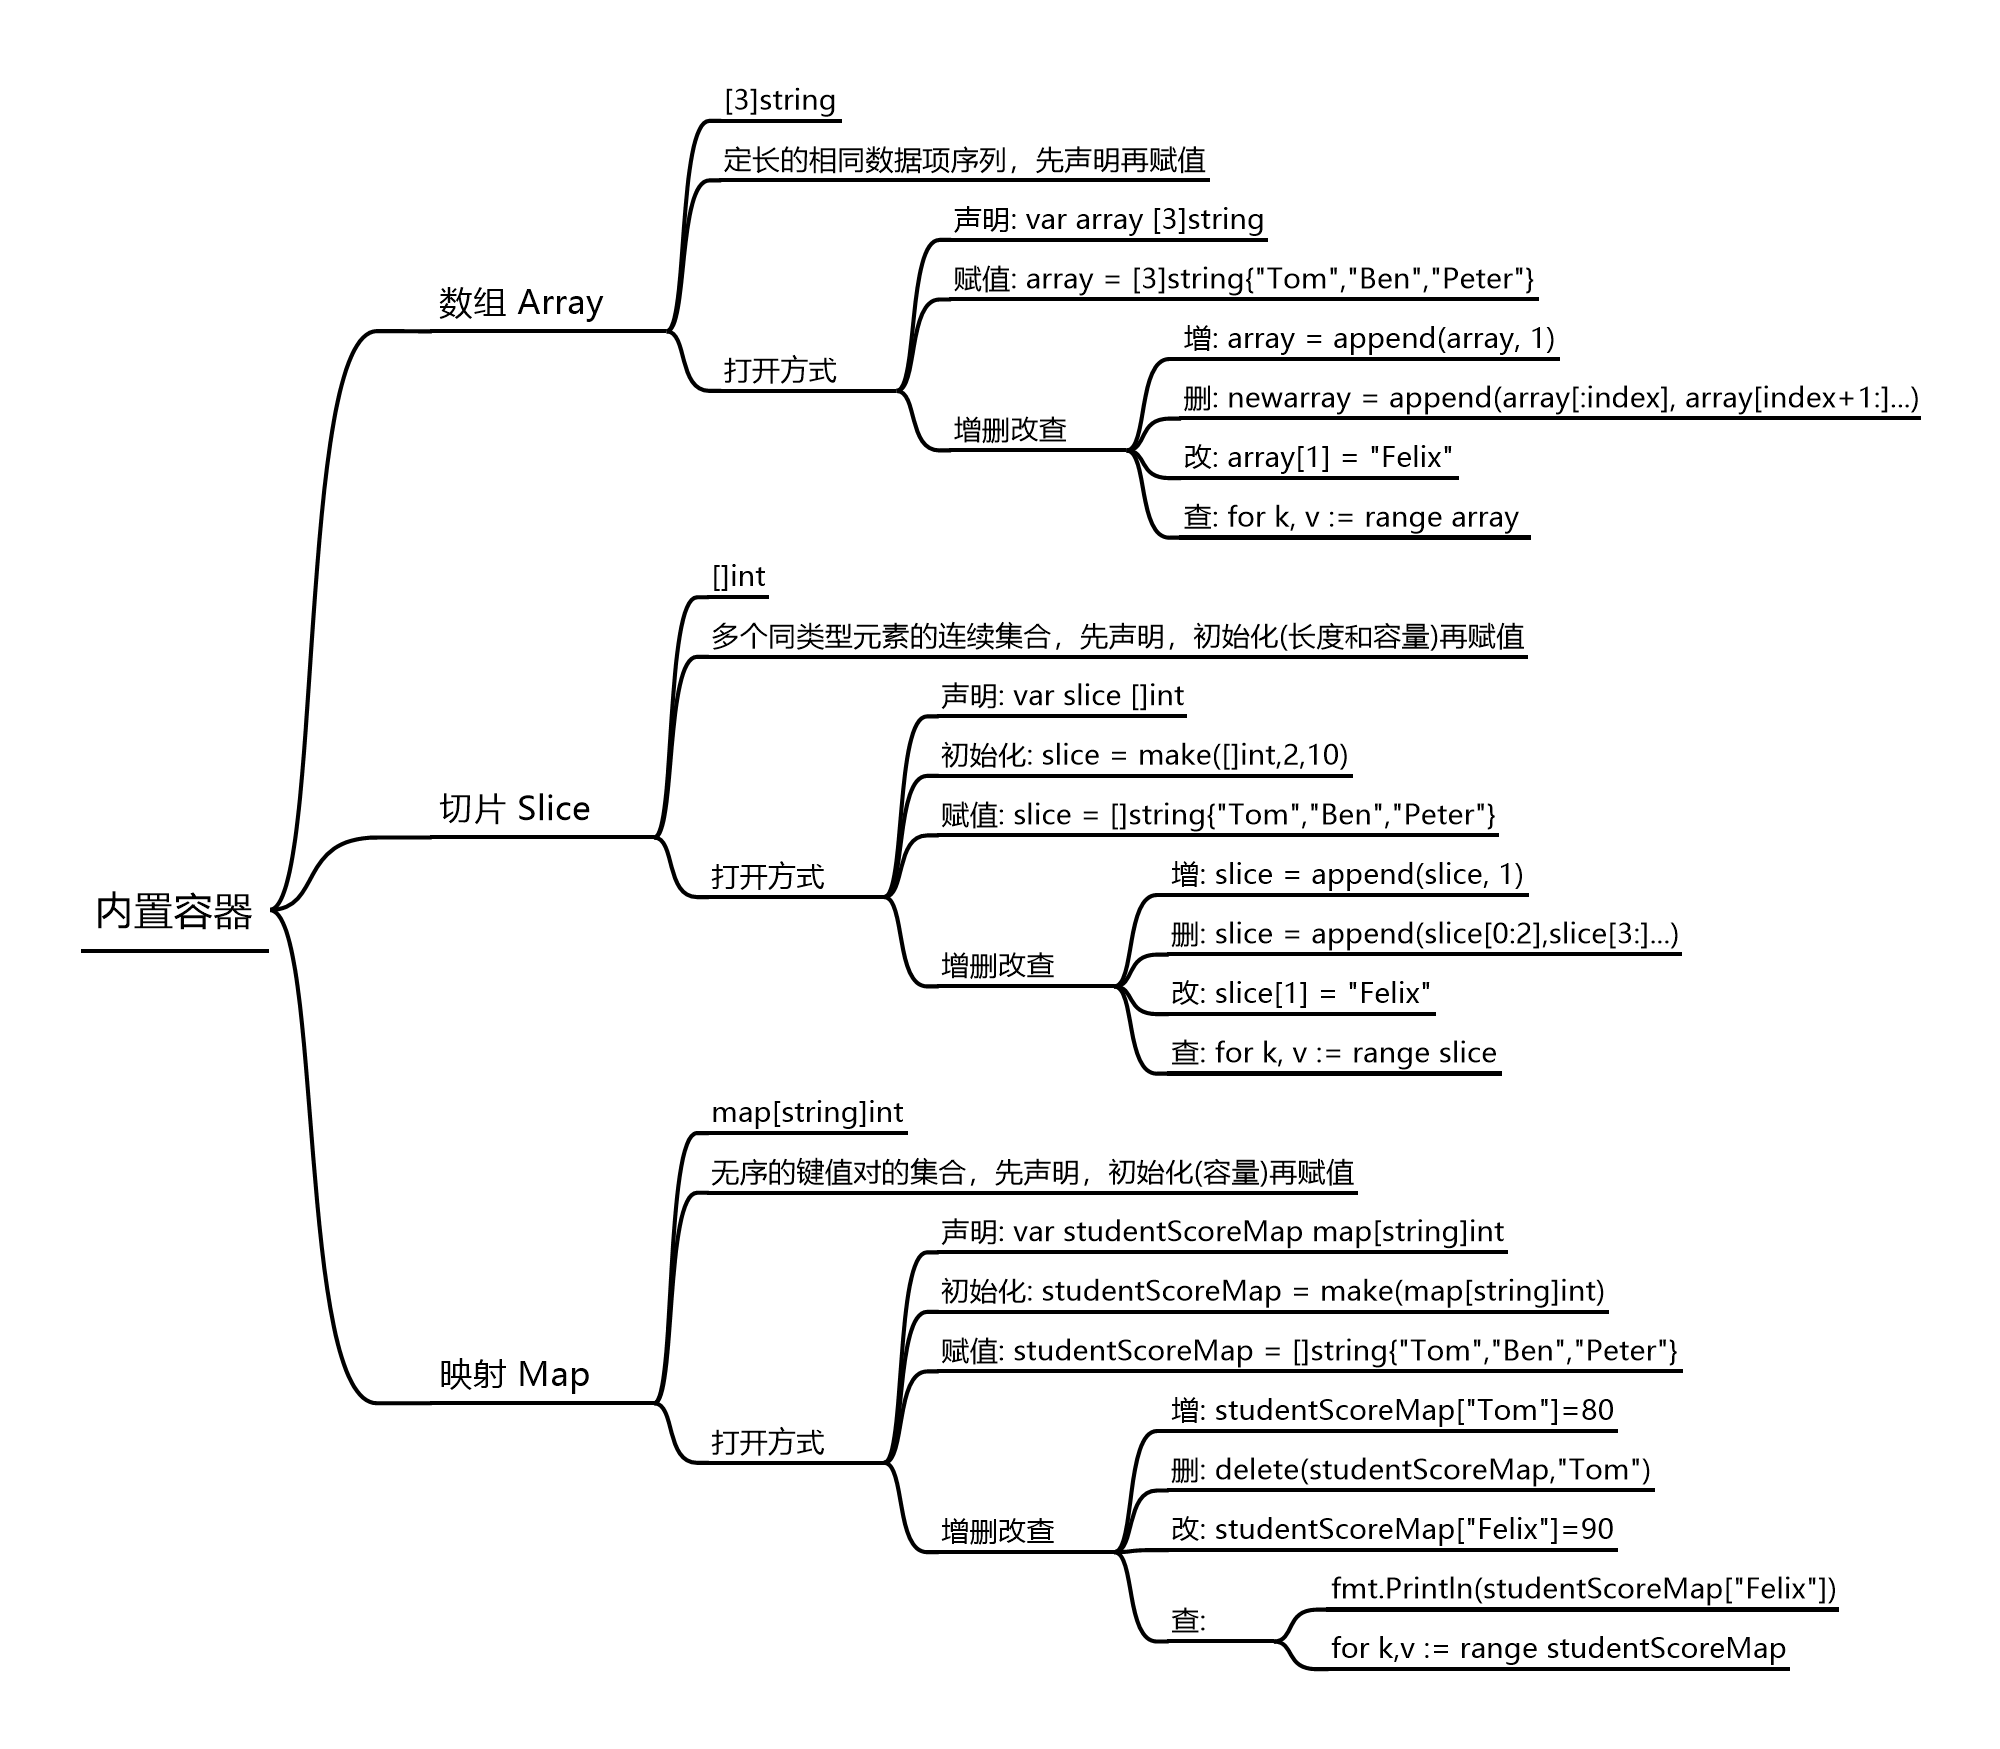 内置容器
数组 Array
[3]string
定长的相同数据项序列，先声明再赋值
打开方式
声明: var array [3]string
赋值: array = [3]string{"Tom","Ben","Peter"}
增删改查
增: array = append(array, 1)
删: newarray = append(array[:index], array[index+1:]...)
改: array[1] = "Felix"
查: for k, v := range array
切片 Slice
[]int
多个同类型元素的连续集合，先声明，初始化(长度和容量)再赋值
打开方式
声明: var slice []int
初始化: slice = make([]int,2,10)
赋值: slice = []string{"Tom","Ben","Peter"}
增删改查
增: slice = append(slice, 1)
删: slice = append(slice[0:2],slice[3:]...)
改: slice[1] = "Felix"
查: for k, v := range slice
映射 Map
map[string]int
无序的键值对的集合，先声明，初始化(容量)再赋值
打开方式
声明: var studentScoreMap map[string]int
初始化: studentScoreMap = make(map[string]int)
赋值: studentScoreMap = []string{"Tom","Ben","Peter"}
增删改查
增: studentScoreMap["Tom"]=80
删: delete(studentScoreMap,"Tom")
改: studentScoreMap["Felix"]=90
查:
fmt.Println(studentScoreMap["Felix"])
for k,v := range studentScoreMap